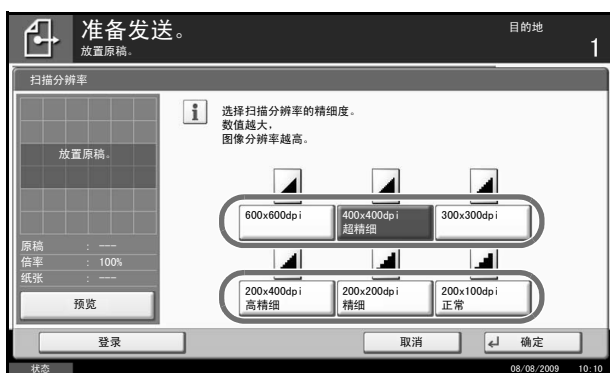 准备发送。
放置原稿。
目的地
1
扫描分辨率
放置原稿。
i
选择扫描分辨率的精细度。
数值越大，
图像分辨率越高。
600x600dpi
400x400dpi
超精细
300x300dpi
200x400dpi
高精细
200x200dpi
精细
200x100dpi
正常
原稿 : ---
倍率 : 100%
纸张 : ---
预览
登录
取消
确定
状态
08/08/2009 10:10